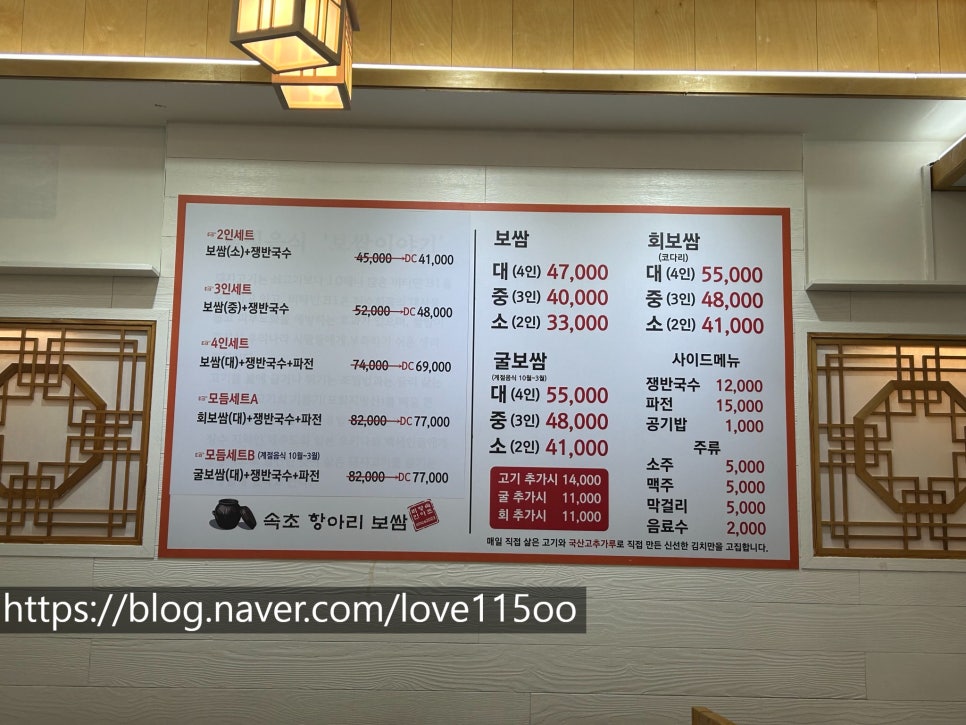 ☞2인세트
보쌈(소)+쟁반국수 45,000→DC 41,000
☞3인세트
보쌈(중)+쟁반국수 52,000→DC 48,000
☞4인세트
보쌈(대)+쟁반국수+파전 74,000→DC 69,000
☞모듬세트A
회보쌈(대)+쟁반국수+파전 82,000→DC 77,000
☞모듬세트B (계절음식 10월~3월)
굴보쌈(대)+쟁반국수+파전 82,000→DC 77,000
속초 항아리 보쌈
보쌈
대 (4인) 47,000
중 (3인) 40,000
소 (2인) 33,000
굴보쌈
(계절음식 10월~3월)
대 (4인) 55,000
중 (3인) 48,000
소 (2인) 41,000
고기 추가시 14,000
굴 추가시 11,000
회 추가시 11,000
회보쌈
(코다리)
대 (4인) 55,000
중 (3인) 48,000
소 (2인) 41,000
사이드메뉴
쟁반국수 12,000
파전 15,000
공기밥 1,000
주류
소주 5,000
맥주 5,000
막걸리 5,000
음료수 2,000
매일 직접 삶은 고기와 국산고추가루로 직접 만든 신선한 김치만을 고집합니다.
https://blog.naver.com/love115oo